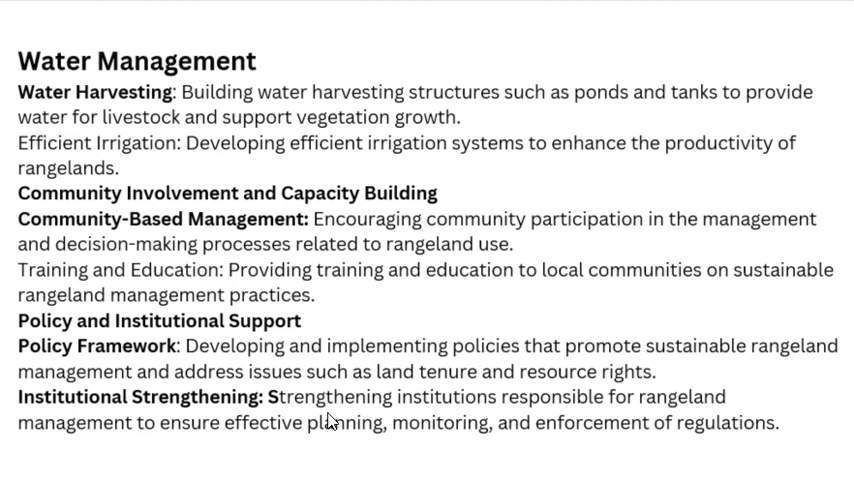 Water Management
Water Harvesting: Building water harvesting structures such as ponds and tanks to provide
water for livestock and support vegetation growth.
Efficient Irrigation: Developing efficient irrigation systems to enhance the productivity of
rangelands.
Community Involvement and Capacity Building
Community-Based Management: Encouraging community participation in the management
and decision-making processes related to rangeland use.
Training and Education: Providing training and education to local communities on sustainable
rangeland management practices.
Policy and Institutional Support
Policy Framework: Developing and implementing policies that promote sustainable rangeland
management and address issues such as land tenure and resource rights.
Institutional Strengthening: Strengthening institutions responsible for rangeland
management to ensure effective planning, monitoring, and enforcement of regulations.